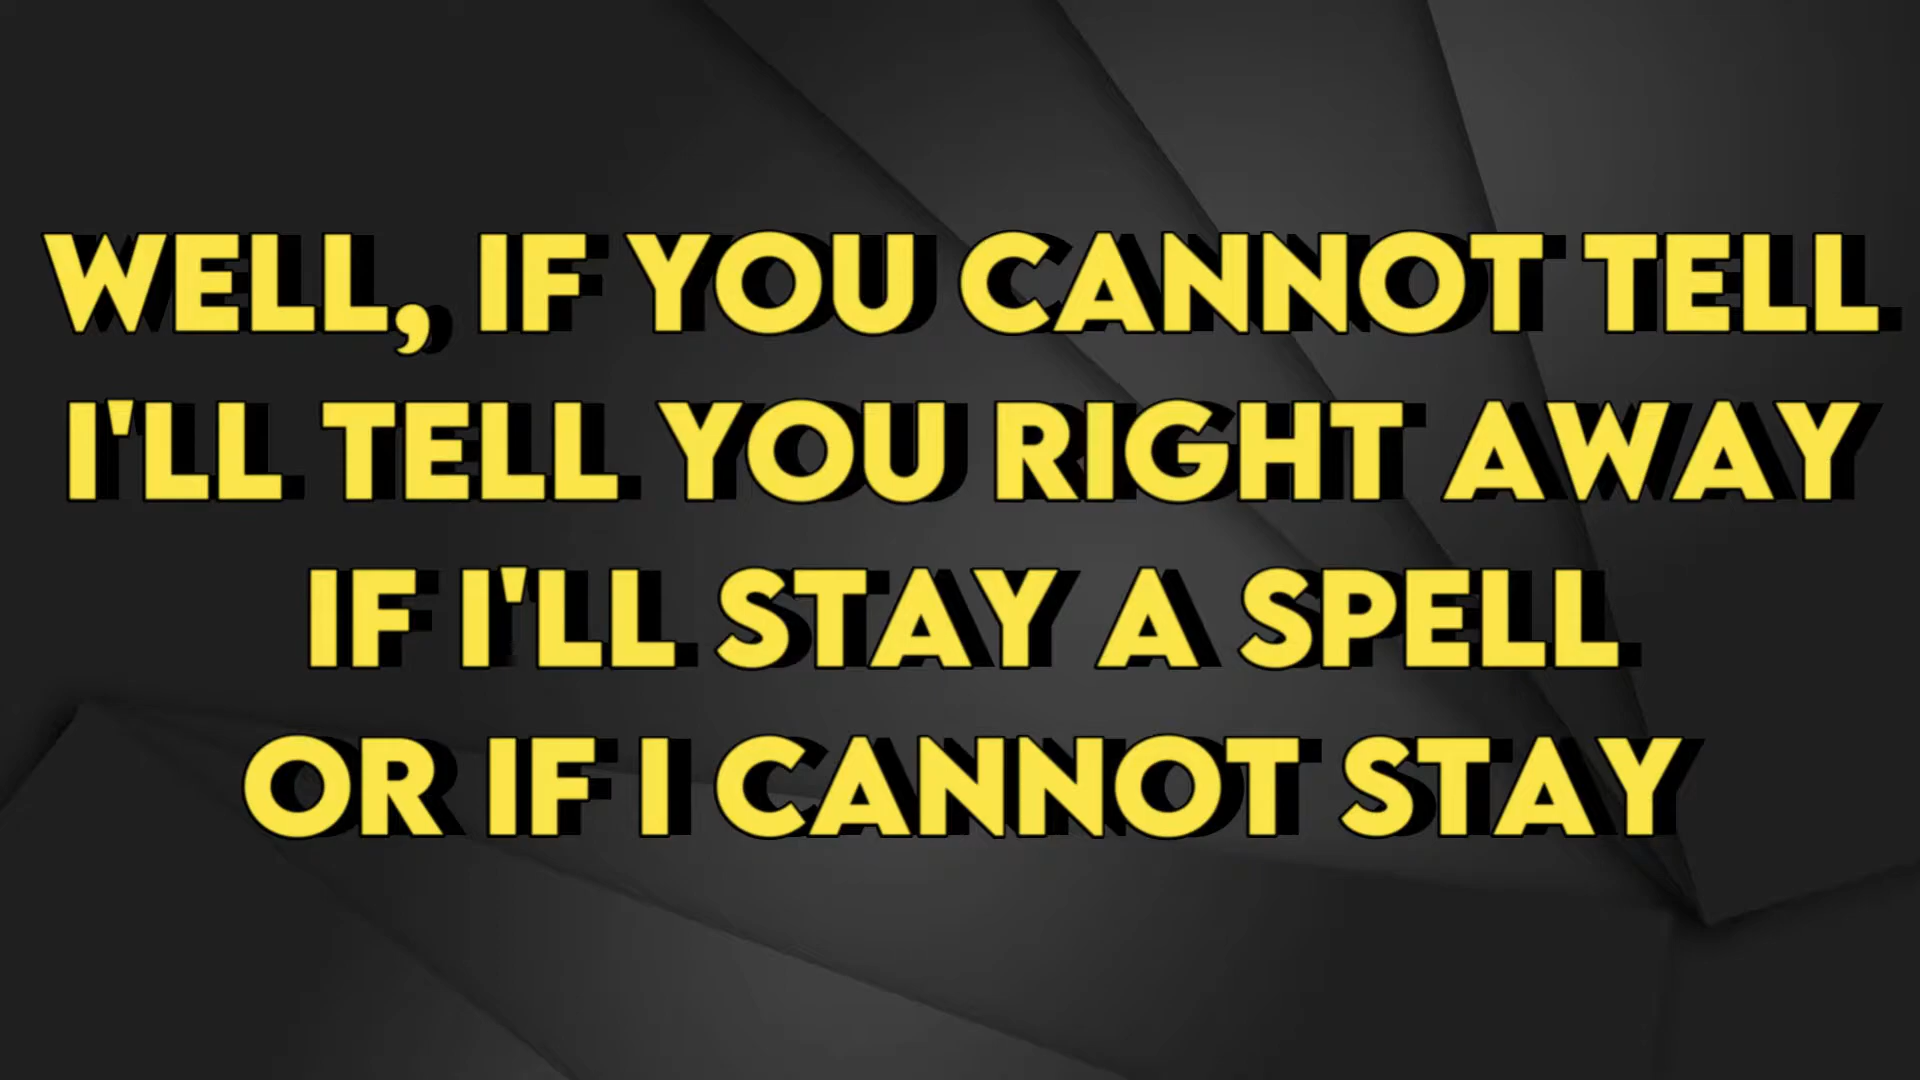 WELL, IF YOU CANNOT TELL
I'LL TELL YOU RIGHT AWAY
IF I'LL STAY A SPELL
OR IF I CANNOT STAY